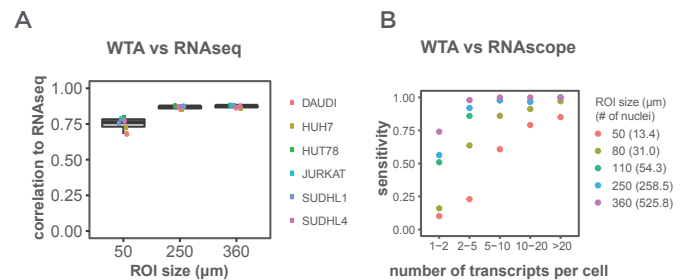 A
WTA vs RNAseq
correlation to RNAseq
1.00
0.75
0.50
0.25
0.00
50
250
360
ROI size (μm)
DAUDI
HUH7
HUT78
JURKAT
SUDHL1
SUDHL4
B
WTA vs RNAscope
sensitivity
1.00
0.75
0.50
0.25
0.00
1-2
2-5
5-10
10-20
>20
number of transcripts per cell
ROI size (μm)
(# of nuclei)
50 (13.4)
80 (31.0)
110 (54.3)
250 (258.5)
360 (525.8)